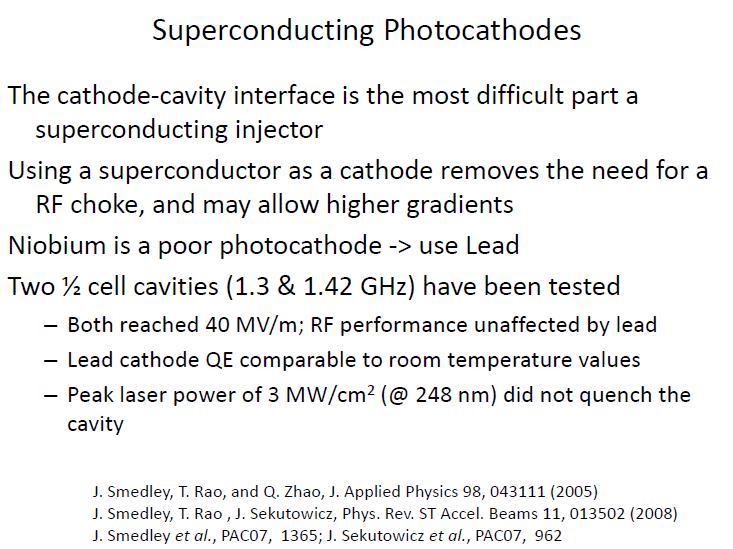 Superconducting Photocathodes
The cathode-cavity interface is the most difficult part a
superconducting injector
Using a superconductor as a cathode removes the need for a
RF choke, and may allow higher gradients
Niobium is a poor photocathode -> use Lead
Two ½ cell cavities (1.3 & 1.42 GHz) have been tested
– Both reached 40 MV/m; RF performance unaffected by lead
– Lead cathode QE comparable to room temperature values
– Peak laser power of 3 MW/cm² (@ 248 nm) did not quench the
cavity
J. Smedley, T. Rao, and Q. Zhao, J. Applied Physics 98, 043111 (2005)
J. Smedley, T. Rao , J. Sekutowicz, Phys. Rev. ST Accel. Beams 11, 013502 (2008)
J. Smedley et al., PAC07, 1365; J. Sekutowicz et al., PAC07, 962